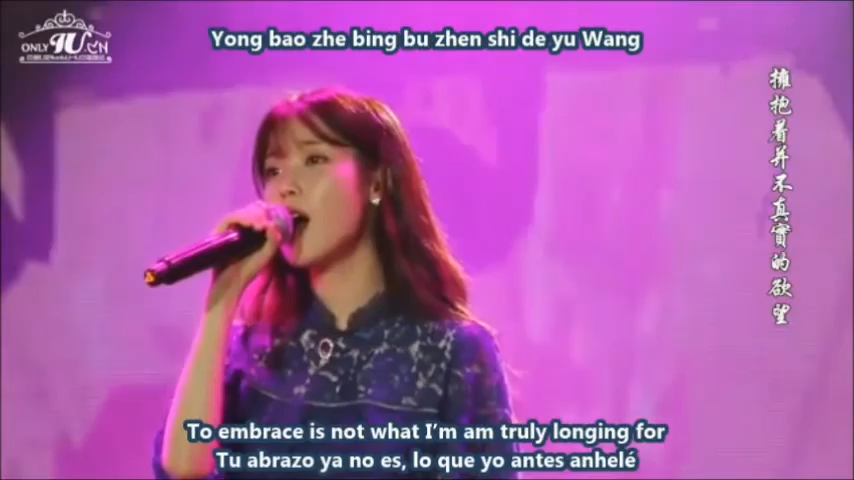 ONLY IU.CN
Yong bao zhe bing bu zhen shi de yu Wang
擁抱着并不真實的欲望
To embrace is not what I'm am truly longing for
Tu abrazo ya no es, lo que yo antes anhelé